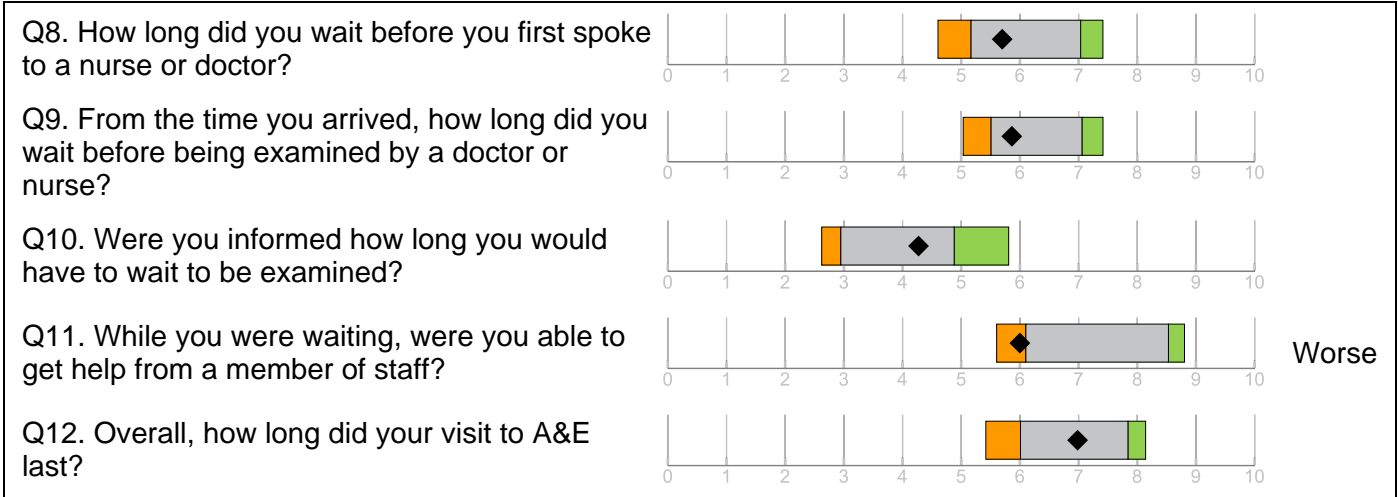 Q8. How long did you wait before you first spoke
to a nurse or doctor?
0 1 2 3 4 5 6 7 8 9 10
Q9. From the time you arrived, how long did you
wait before being examined by a doctor or
nurse?
0 1 2 3 4 5 6 7 8 9 10
Q10. Were you informed how long you would
have to wait to be examined?
0 1 2 3 4 5 6 7 8 9 10
Q11. While you were waiting, were you able to
get help from a member of staff?
Worse
0 1 2 3 4 5 6 7 8 9 10
Q12. Overall, how long did your visit to A&E
last?
0 1 2 3 4 5 6 7 8 9 10